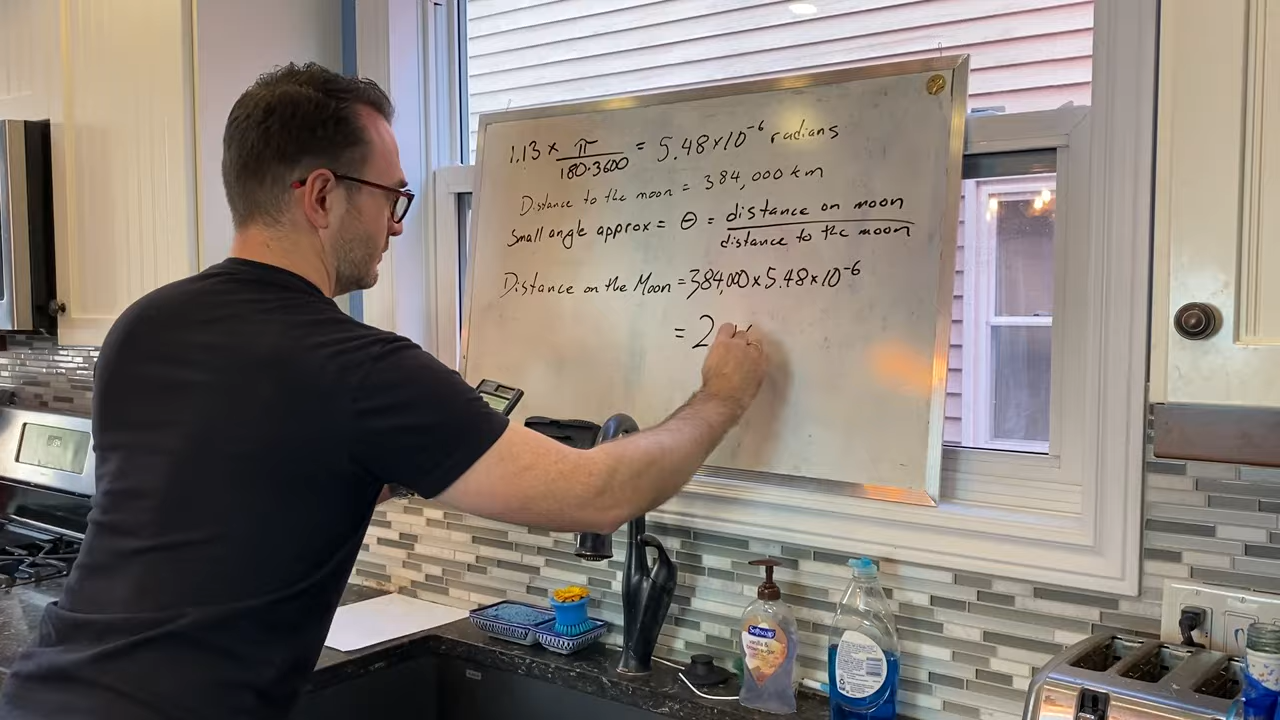 1.13 × π/180·3600 = 5.48×10⁻⁶ radians
Distance to the moon = 384,000 km
Small angle approx = Θ = distance on moon/distance to the moon
Distance on the Moon = 384,000 × 5.48 × 10⁻⁶
= 2
Softsoap